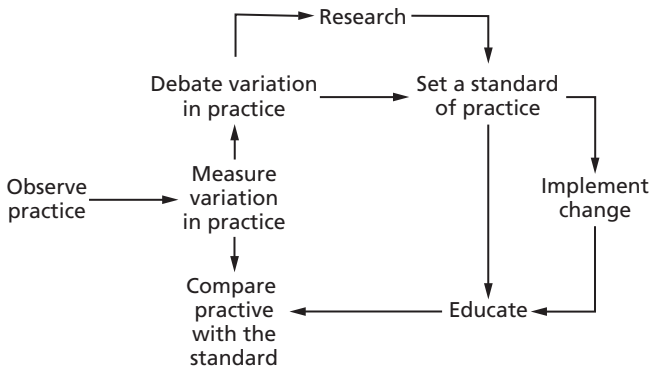 Research
Debate variation
in practice
Set a standard
of practice
Measure
variation
in practice
Observe
practice
Implement
change
Compare
practive
with the
standard
Educate